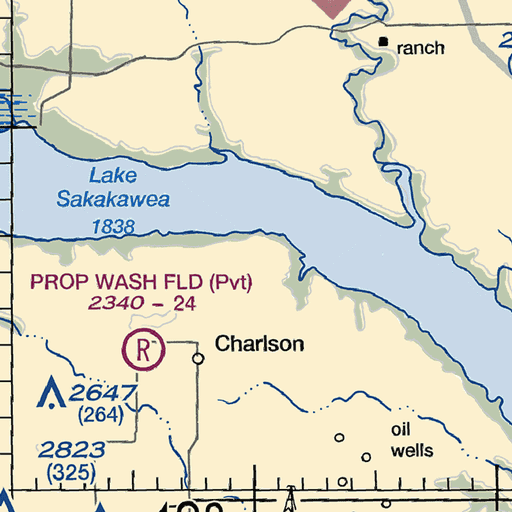 ranch
Lake
Sakakawea
1838
PROP WASH FLD (Pvt)
2340 – 24
R
Charlson
2647
(264)
2823
(325)
oil
wells